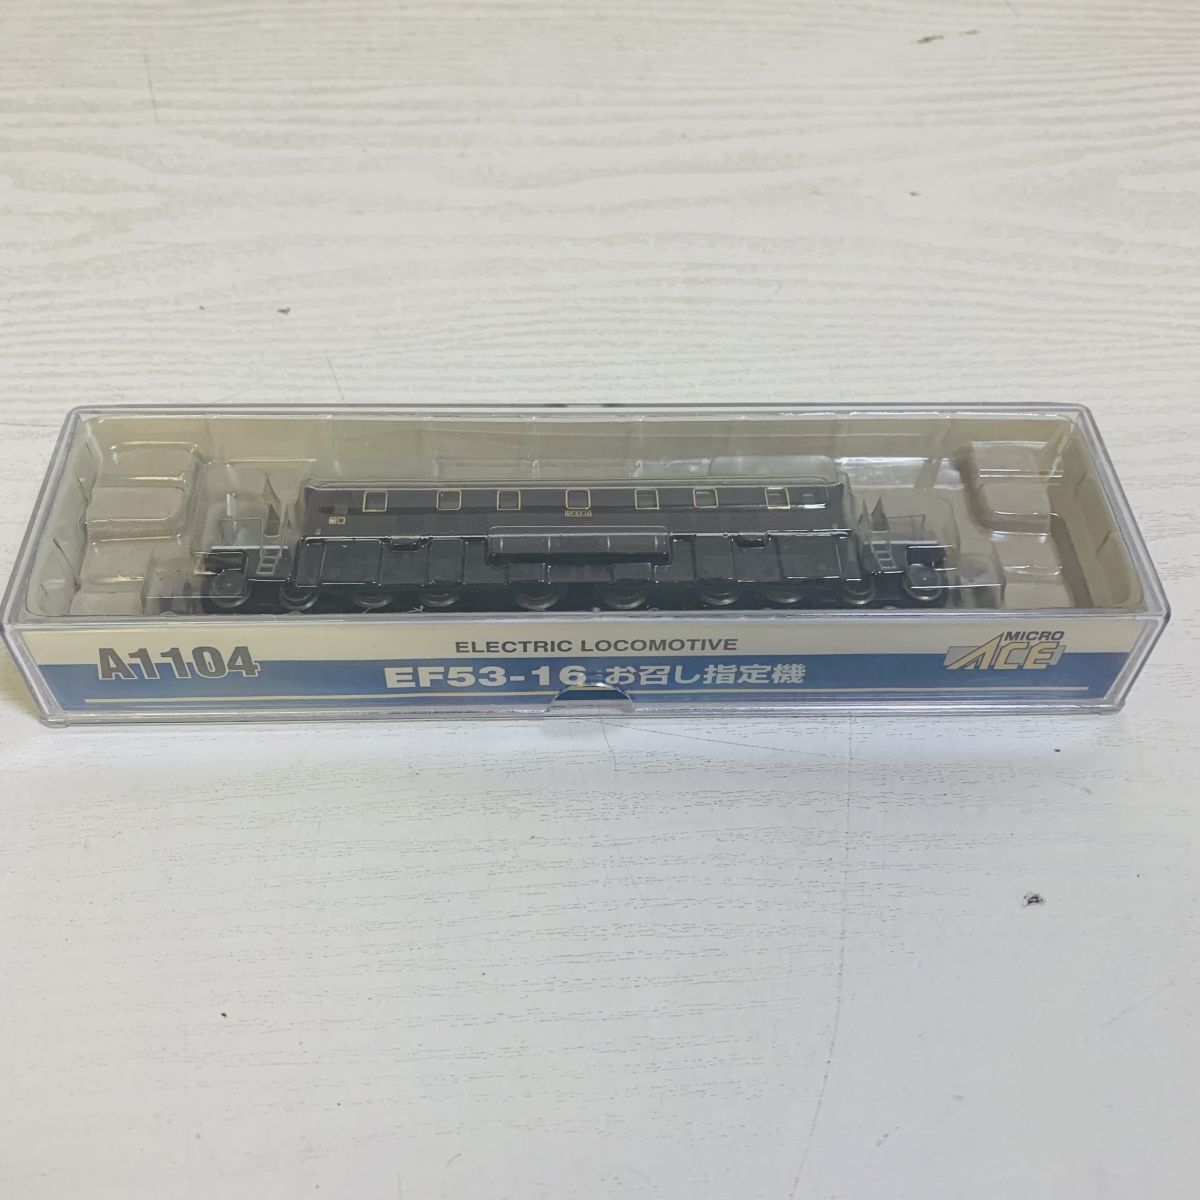 A1104
ELECTRIC LOCOMOTIVE
EF53-16 お召し指定機
MICRO
ACE